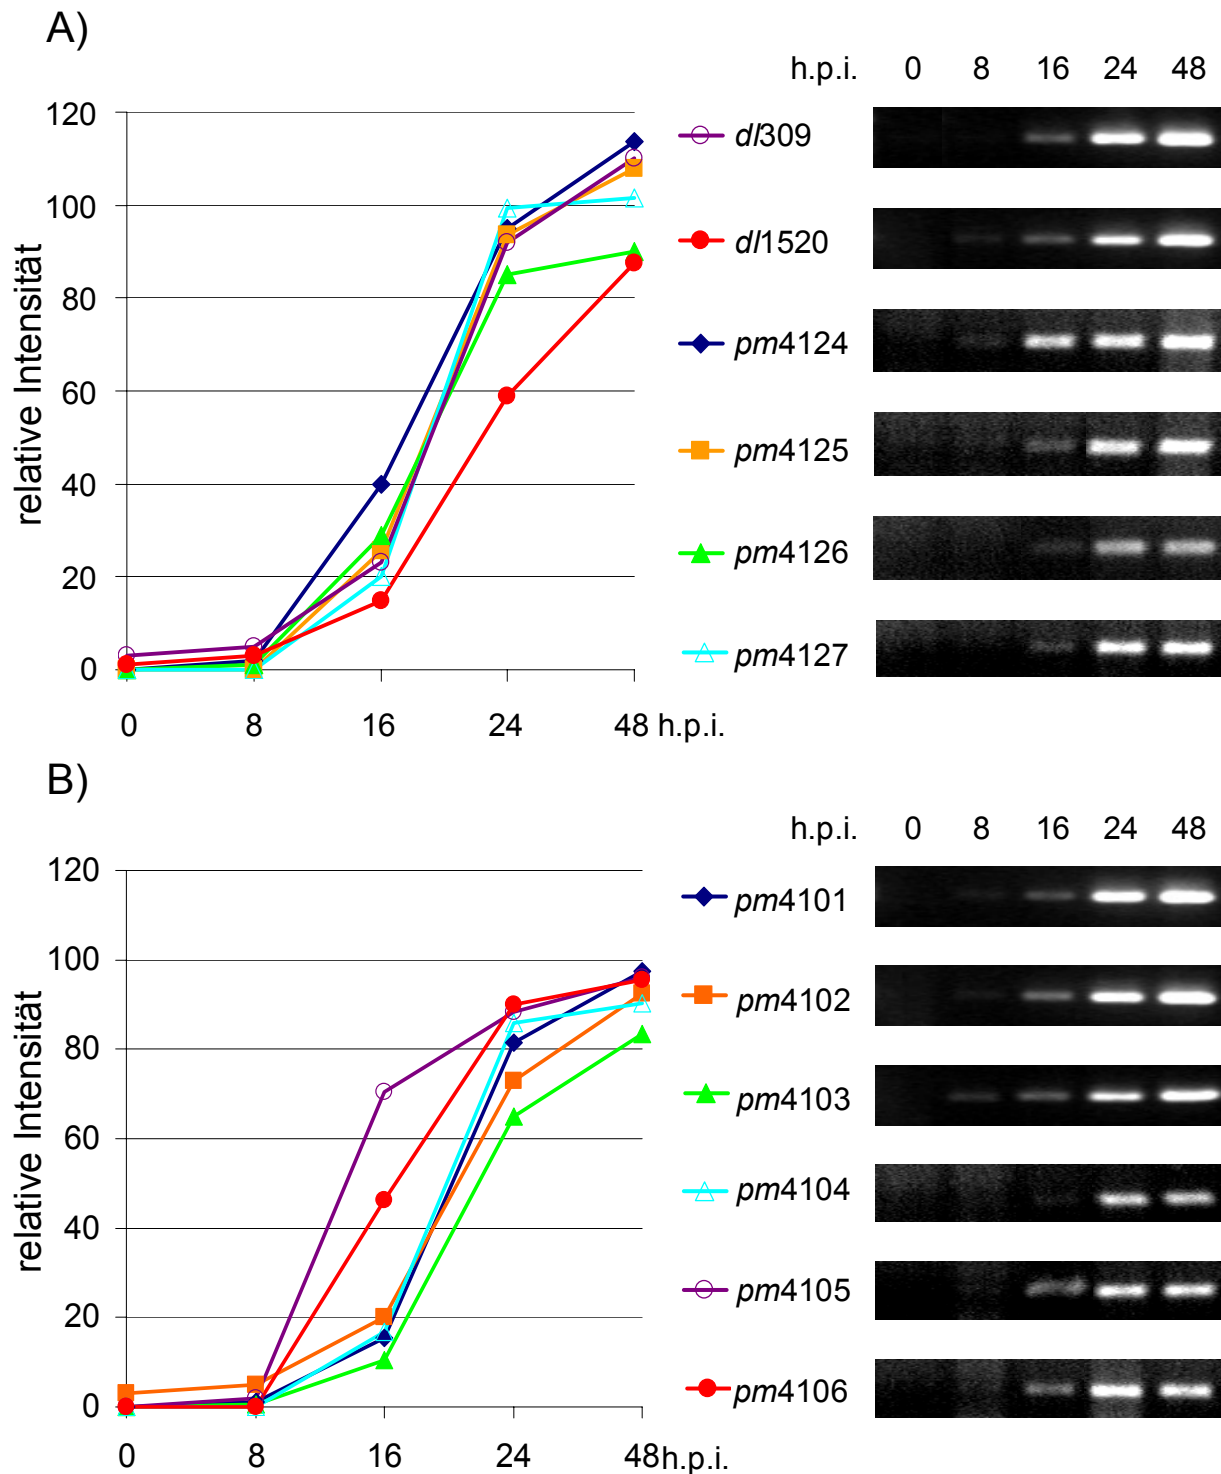 A)
h.p.i. 0 8 16 24 48
120
100
80
60
40
20
0
relative Intensität
0 8 16 24 48 h.p.i.
dl309
dl1520
pm4124
pm4125
pm4126
pm4127
B)
h.p.i. 0 8 16 24 48
120
100
80
60
40
20
0
relative Intensität
0 8 16 24 48 h.p.i.
pm4101
pm4102
pm4103
pm4104
pm4105
pm4106